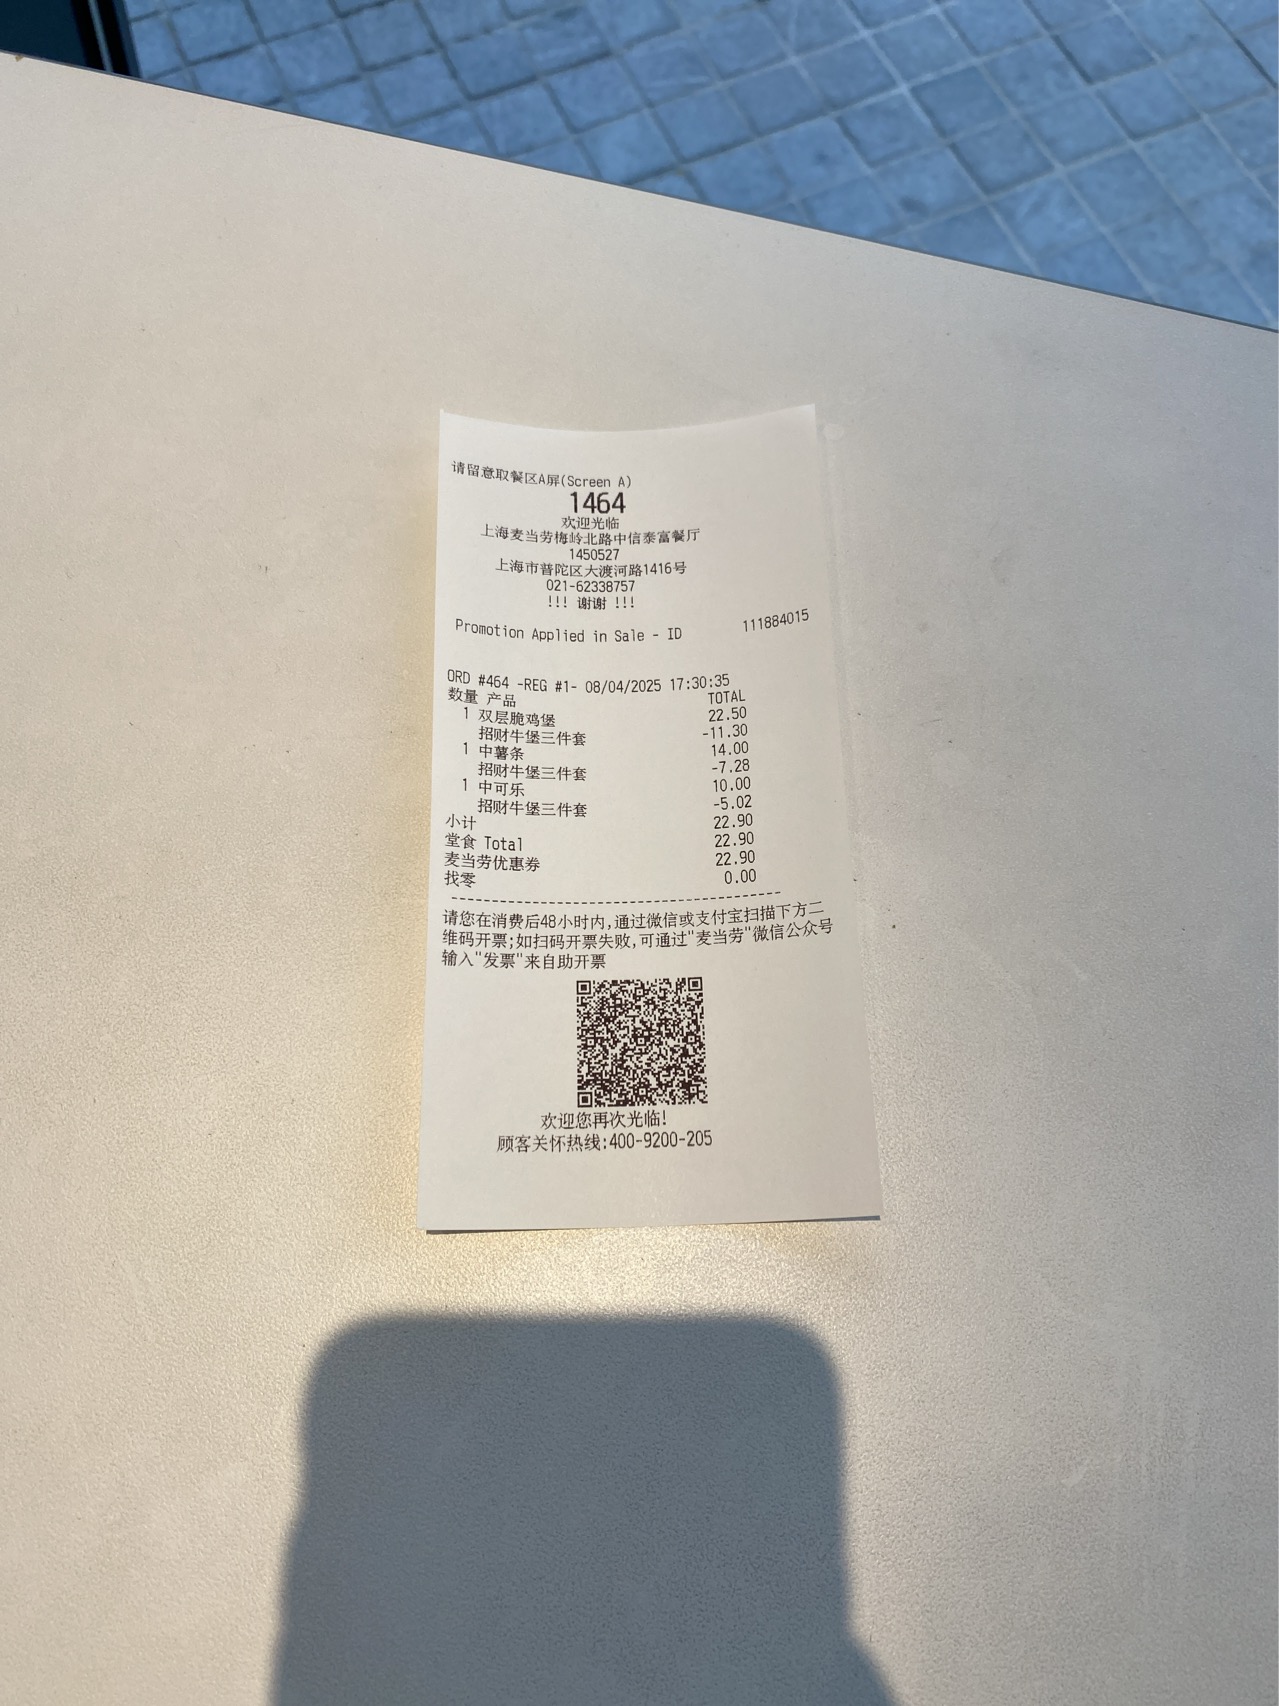 请留意取餐区A屏(Screen A)
1464
欢迎光临
上海麦当劳梅岭北路中信泰富餐厅
1450527
上海市普陀区大渡河路1416号
021-62338757
!!! 谢谢 !!!
Promotion Applied in Sale - ID 111884015
ORD #464 -REG #1- 08/04/2025 17:30:35
数量 产品 TOTAL
1 双层脆鸡堡 22.50
招财牛堡三件套 -11.30
1 中薯条 14.00
招财牛堡三件套 -7.28
1 中可乐 10.00
招财牛堡三件套 -5.02
小计 22.90
堂食 Total 22.90
麦当劳优惠券 22.90
找零 0.00
----------------------------------------
请您在消费后48小时内,通过微信或支付宝扫描下方二
维码开票;如扫码开票失败,可通过"麦当劳"微信公众号
输入"发票"来自助开票
欢迎您再次光临!
顾客关怀热线:400-9200-205